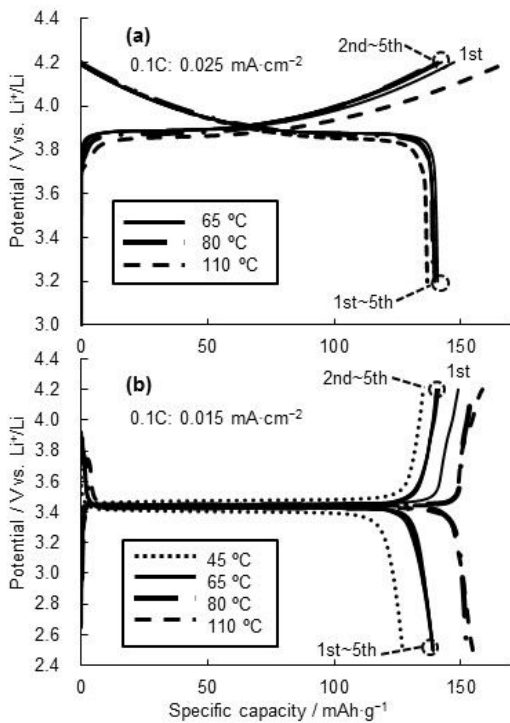 4.4
(a)
2nd~5th
1st
4.2
0.1C: 0.025 mA·cm⁻²
4.0
3.8
3.6
3.4
3.2
3.0
Potential / V vs. Li⁺/Li
65 ºC
80 ºC
110 ºC
1st~5th
0 50 100 150
4.4
(b)
2nd~5th
1st
4.2
0.1C: 0.015 mA·cm⁻²
4.0
3.8
3.6
3.4
3.2
3.0
2.8
2.6
2.4
Potential / V vs. Li⁺/Li
45 ºC
65 ºC
80 ºC
110 ºC
1st~5th
0 50 100 150
Specific capacity / mAh·g⁻¹